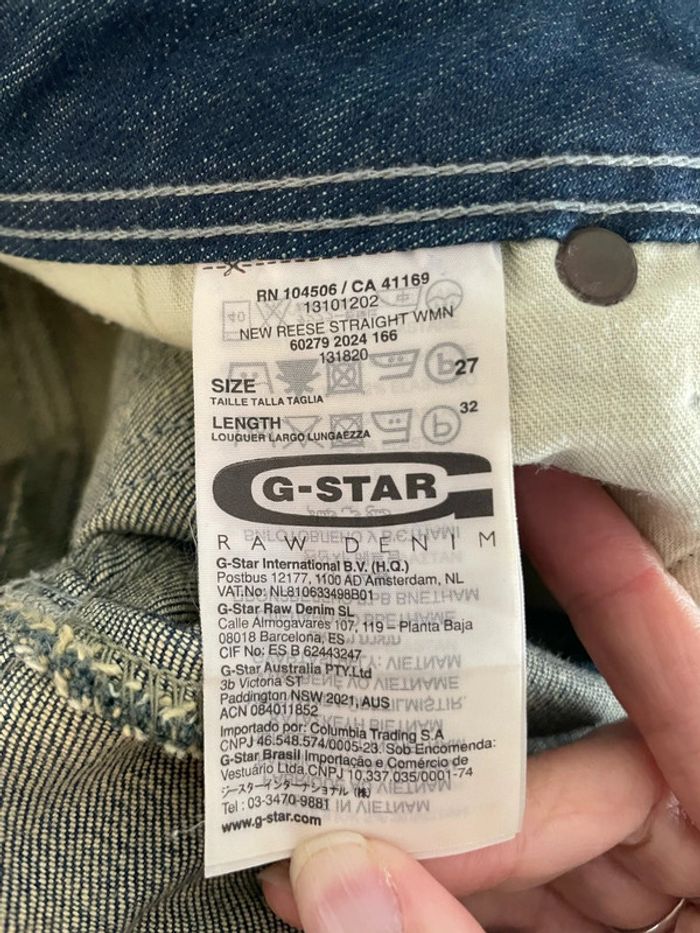 RN 104506 / CA 41169
13101202
NEW REESE STRAIGHT WMN
60279 2024 166
131820
SIZE 27
TAILLE TALLA TAGLIA
LENGTH 32
LOUGUER LARGO LUNGAEZZA
G-STAR
RAW DENIM
G-Star International B.V. (H.Q.)
Postbus 12177, 1100 AD Amsterdam, NL
VAT.No: NL810633498B01
G-Star Raw Denim SL
Calle Almogavares 107, 119 – Planta Baja
08018 Barcelona, ES
CIF No: ES B 62443247
G-Star Australia PTY.Ltd
3b Victoria ST
Paddington NSW 2021, AUS
ACN 084011852
Importado por: Columbia Trading S.A
CNPJ 46.548.574/0005-23. Sob Encomenda:
G-Star Brasil Importação e Comércio de
Vestuário Ltda.CNPJ 10.337.035/0001-74
ジースターインターナショナル (株)
Tel : 03-3470-9881
www.g-star.com